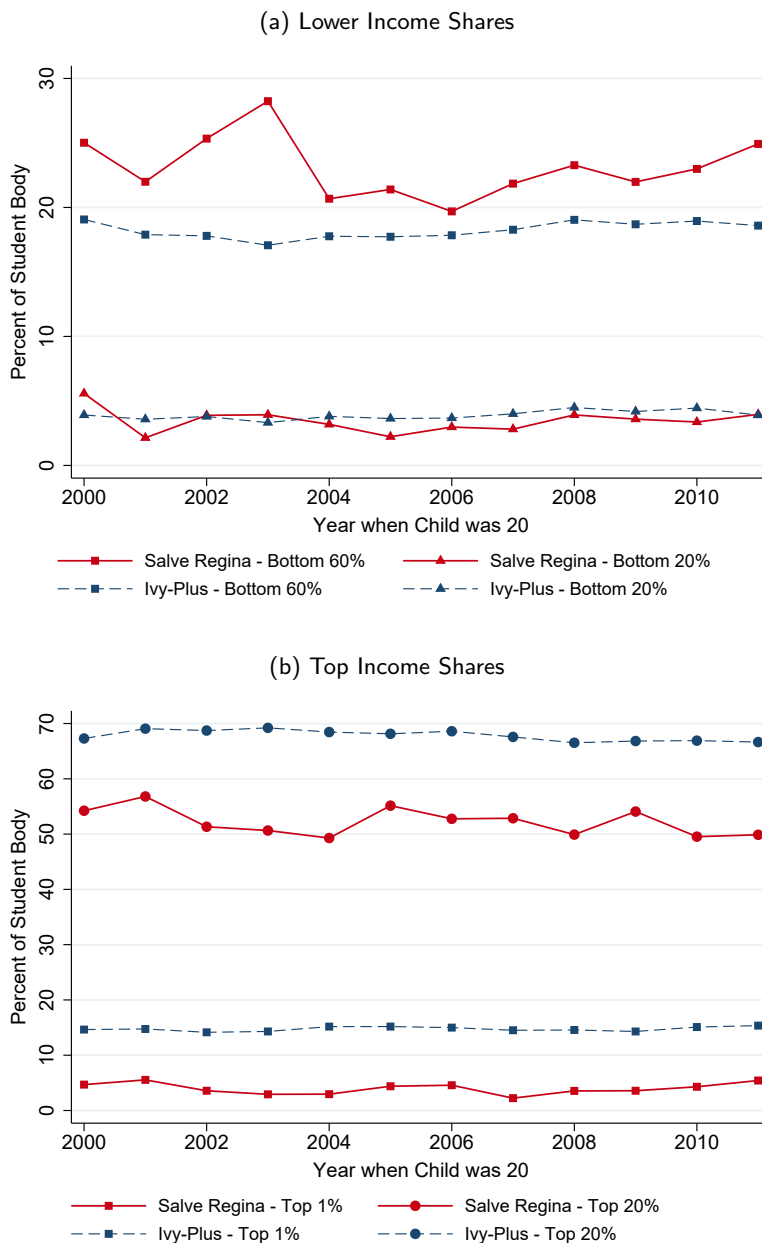 (a) Lower Income Shares
Percent of Student Body
30
20
10
0
2000 2002 2004 2006 2008 2010
Year when Child was 20
Salve Regina - Bottom 60% Salve Regina - Bottom 20%
Ivy-Plus - Bottom 60% Ivy-Plus - Bottom 20%
(b) Top Income Shares
Percent of Student Body
70
60
50
40
30
20
10
0
2000 2002 2004 2006 2008 2010
Year when Child was 20
Salve Regina - Top 1% Salve Regina - Top 20%
Ivy-Plus - Top 1% Ivy-Plus - Top 20%